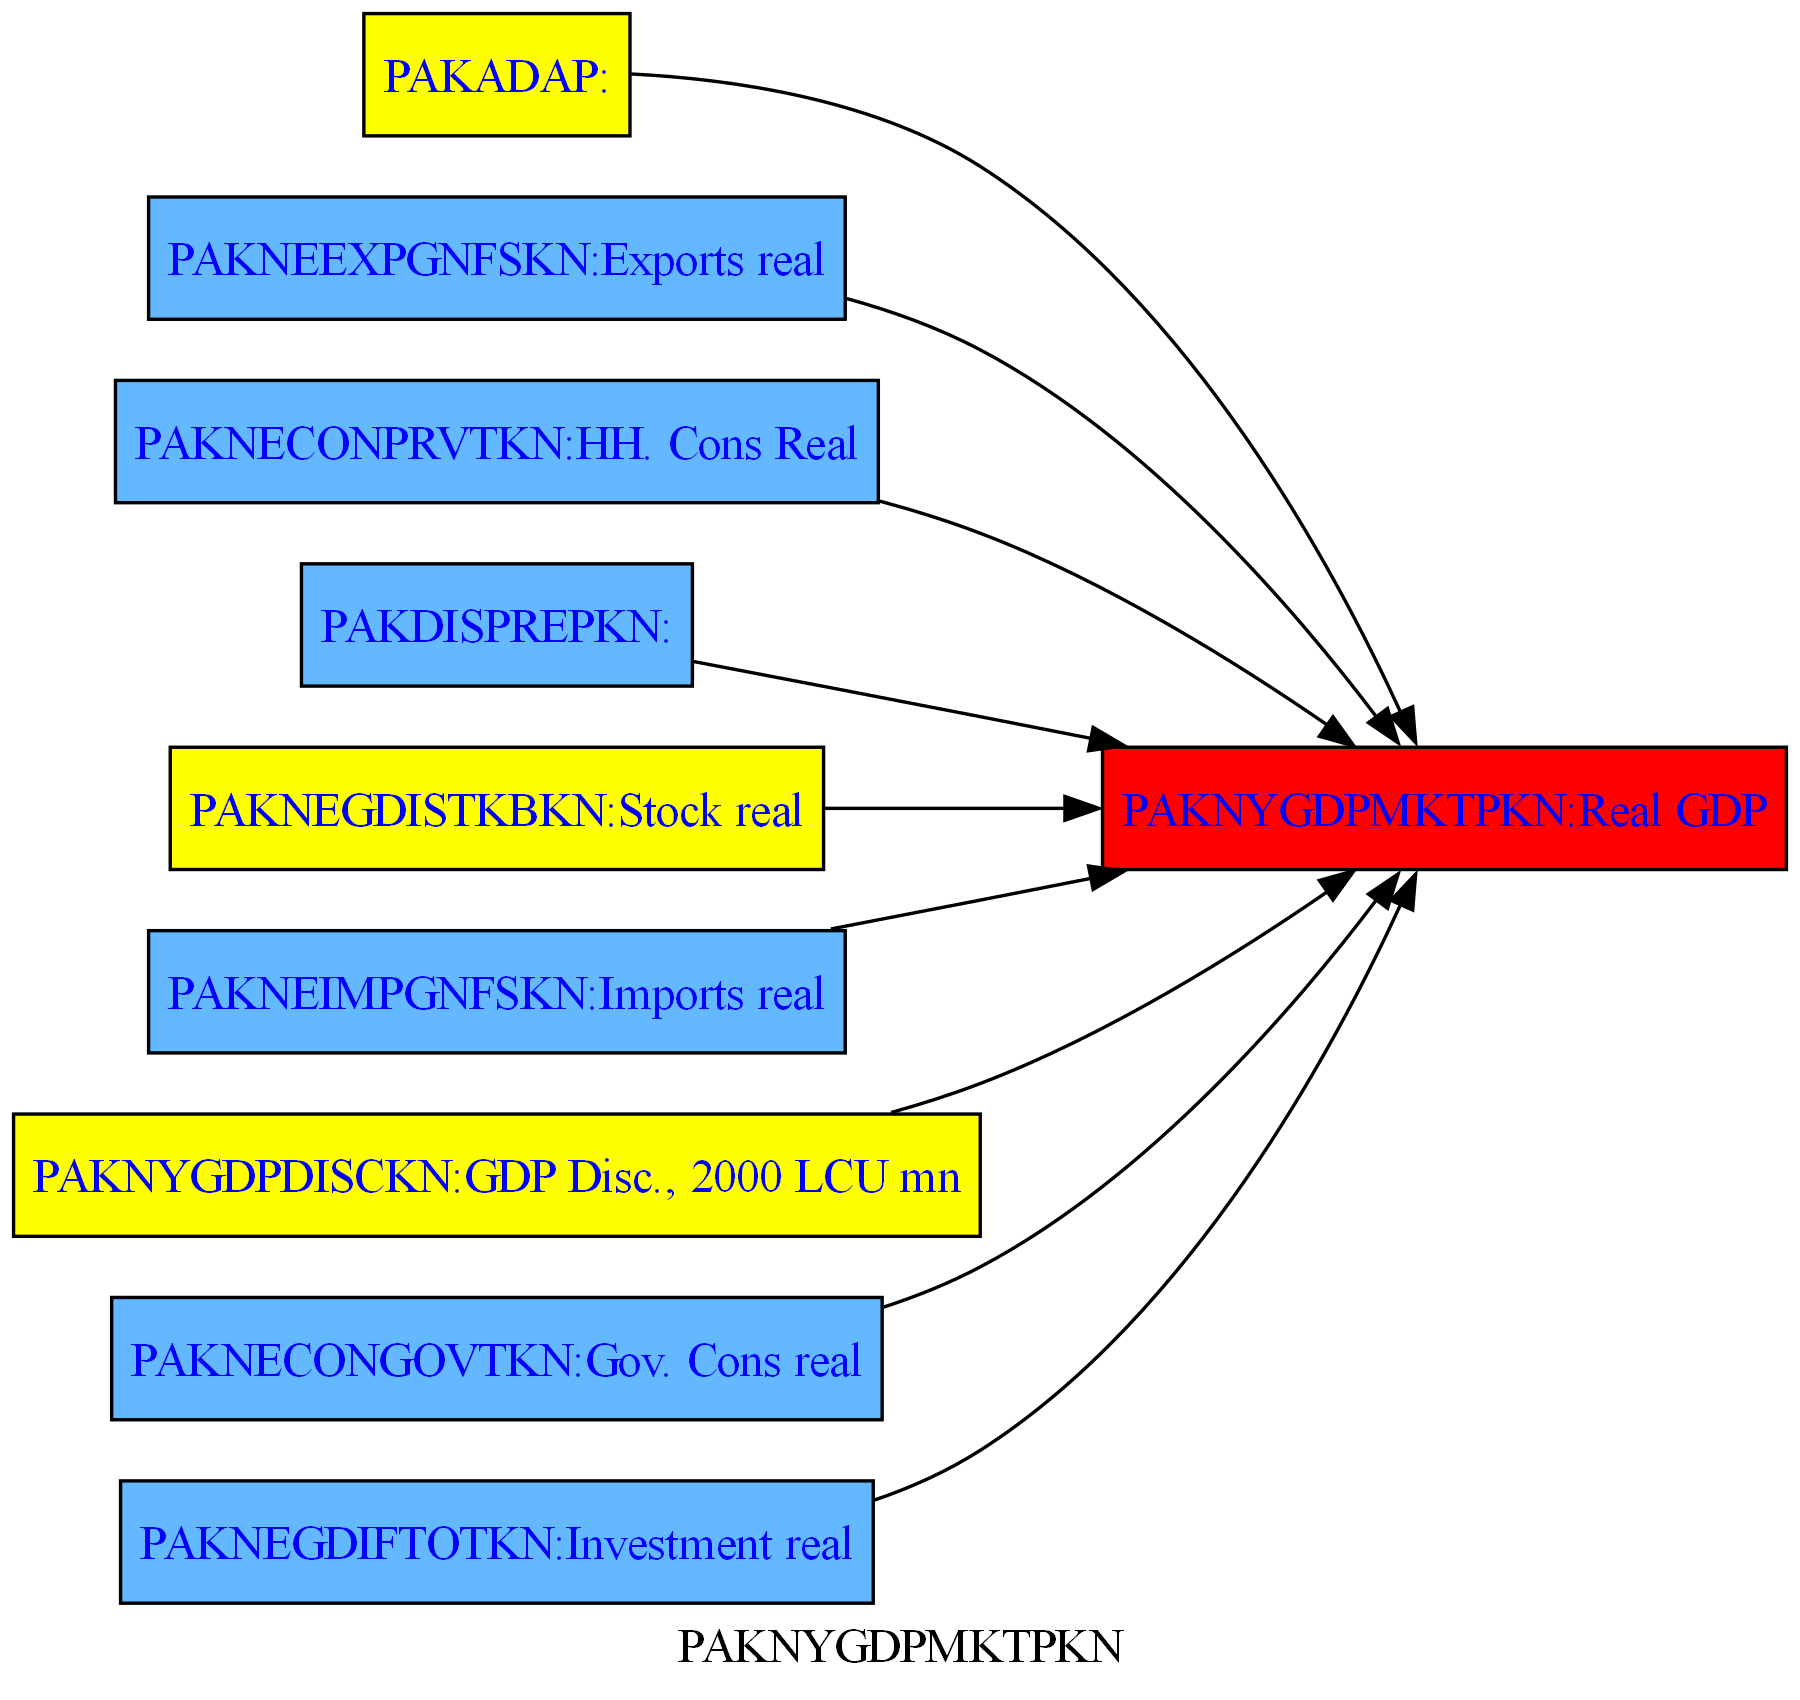 PAKADAP:
PAKNEEXPGNFSKN:Exports real
PAKNECONPRVTKN:HH. Cons Real
PAKDISPREPKN:
PAKNEGDISTKBKN:Stock real
PAKNYGDPMKTPKN:Real GDP
PAKNEIMPGNFSKN:Imports real
PAKNYGDPDISCKN:GDP Disc., 2000 LCU mn
PAKNECONGOVTKN:Gov. Cons real
PAKNEGDIFTOTKN:Investment real
PAKNYGDPMKTPKN